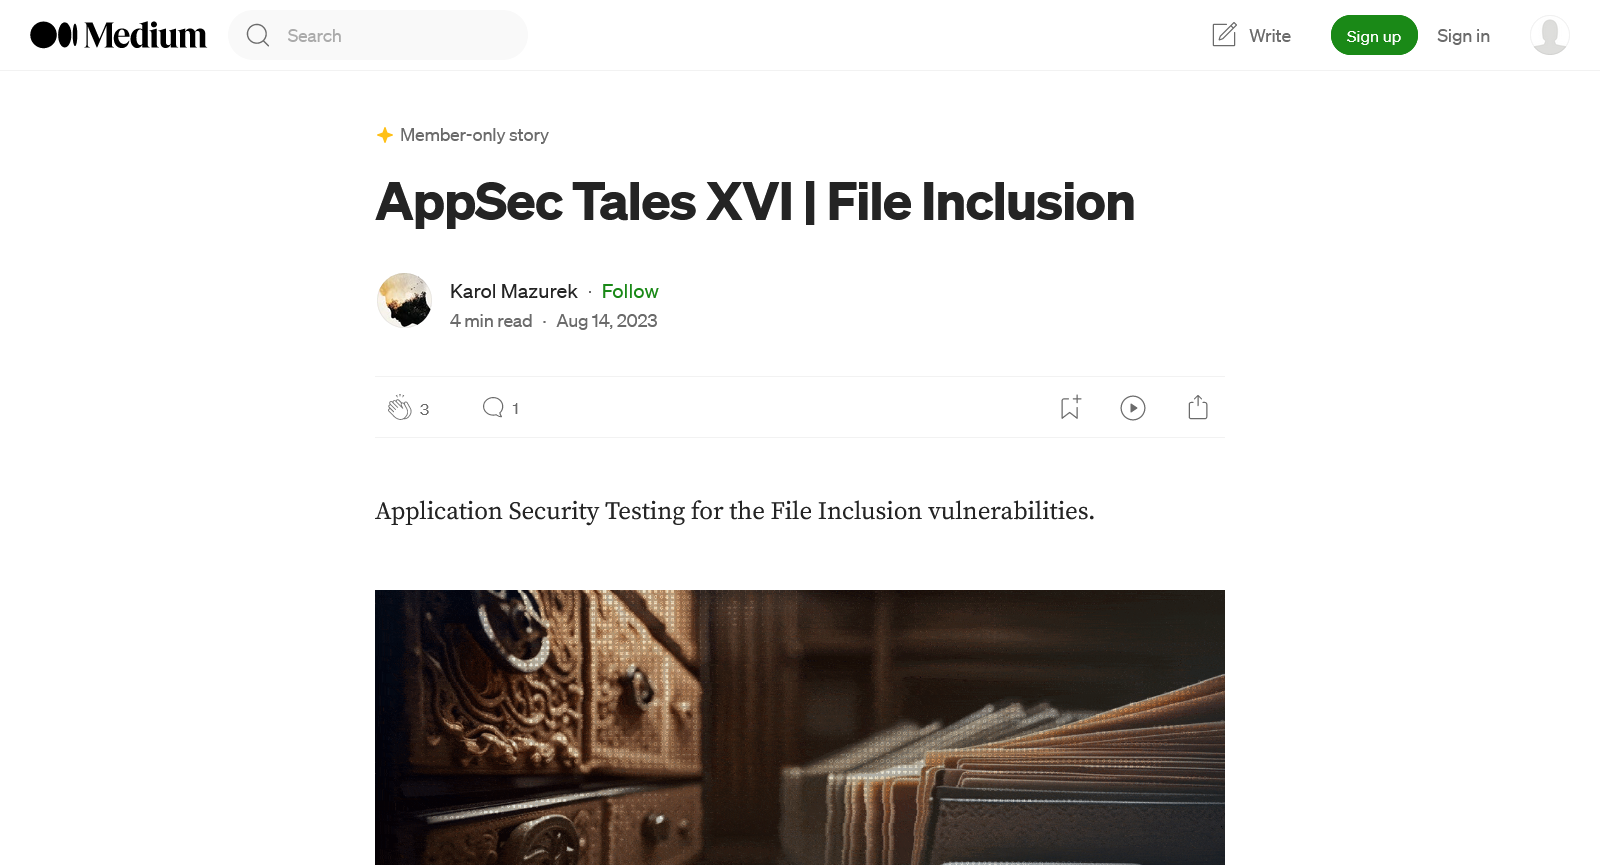 Medium
Search
Write
Sign up
Sign in
Member-only story
AppSec Tales XVI | File Inclusion
Karol Mazurek · Follow
4 min read · Aug 14, 2023
3
1
Application Security Testing for the File Inclusion vulnerabilities.